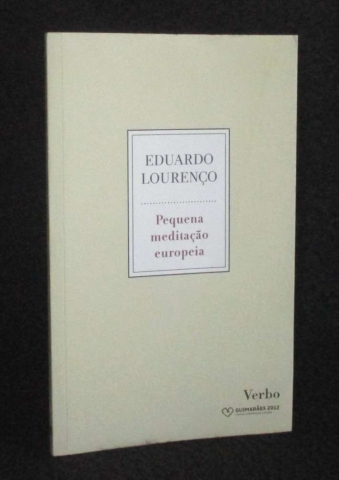 EDUARDO
LOURENÇO
Pequena
meditação
europeia
Verbo
GUIMARÃES 2012